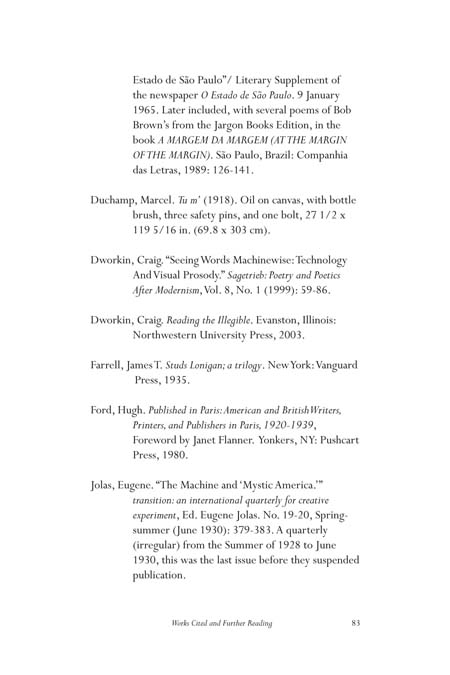 Estado de São Paulo”/ Literary Supplement of
the newspaper O Estado de São Paulo. 9 January
1965. Later included, with several poems of Bob
Brown’s from the Jargon Books Edition, in the
book A MARGEM DA MARGEM (AT THE MARGIN
OF THE MARGIN). São Paulo, Brazil: Companhia
das Letras, 1989: 126-141.
Duchamp, Marcel. Tu m’ (1918). Oil on canvas, with bottle
brush, three safety pins, and one bolt, 27 1/2 x
119 5/16 in. (69.8 x 303 cm).
Dworkin, Craig. “Seeing Words Machinewise: Technology
And Visual Prosody.” Sagetrieb: Poetry and Poetics
After Modernism, Vol. 8, No. 1 (1999): 59-86.
Dworkin, Craig. Reading the Illegible. Evanston, Illinois:
Northwestern University Press, 2003.
Farrell, James T. Studs Lonigan; a trilogy. New York: Vanguard
Press, 1935.
Ford, Hugh. Published in Paris: American and British Writers,
Printers, and Publishers in Paris, 1920-1939,
Foreword by Janet Flanner. Yonkers, NY: Pushcart
Press, 1980.
Jolas, Eugene. “The Machine and ‘Mystic America.’”
transition: an international quarterly for creative
experiment, Ed. Eugene Jolas. No. 19-20, Spring-
summer (June 1930): 379-383. A quarterly
(irregular) from the Summer of 1928 to June
1930, this was the last issue before they suspended
publication.
Works Cited and Further Reading 83